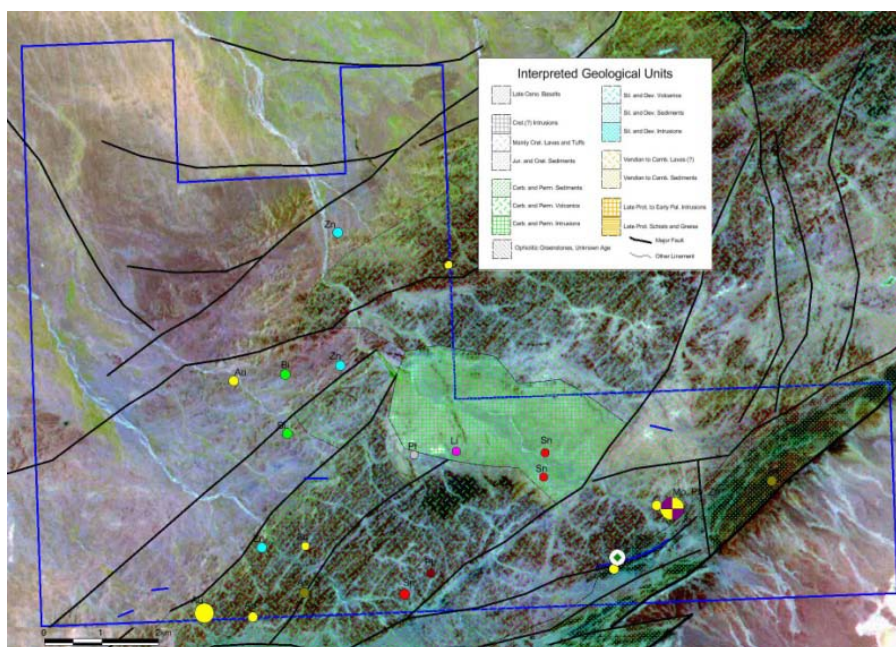 Interpreted Geological Units
Late Ceno. Basalts
Cret.(?) Intrusions
Mainly Cret. Lavas and Tuffs
Jur. and Cret. Sediments
Carb. and Perm. Sediments
Carb. and Perm. Volcanics
Carb. and Perm. Intrusions
Ophiolitic Greenstones, Unknown Age
Sil. and Dev. Volcanics
Sil. and Dev. Sediments
Sil. and Dev. Intrusions
Vendian to Camb. Lavas (?)
Vendian to Camb. Sediments
Late Prot. to Early Pal. Intrusions
Late Prot. Schists and Gneiss
Major Fault
Other Lineament
Zn
Au
Bi
Zn
Pt
Li
Sn
Sn
0 1 2